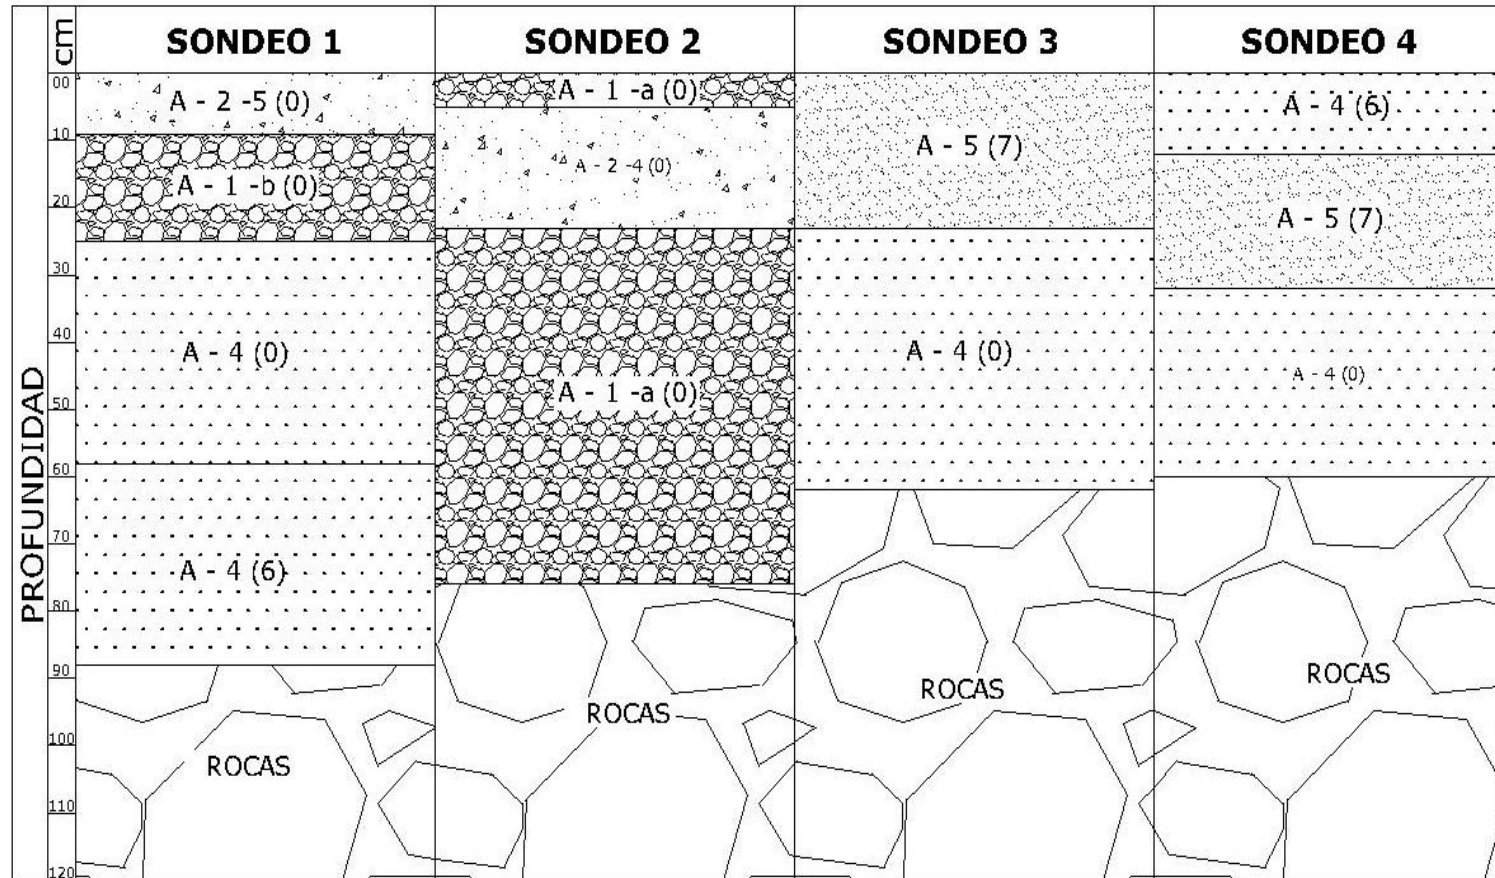 cm
SONDEO 1
SONDEO 2
SONDEO 3
SONDEO 4
PROFUNDIDAD
00
10
20
30
40
50
60
70
80
90
100
110
120
A - 2 -5 (0)
A - 1 -b (0)
A - 4 (0)
A - 4 (6)
ROCAS
A - 1 -a (0)
A - 2 -4 (0)
A - 1 -a (0)
ROCAS
A - 5 (7)
A - 4 (0)
ROCAS
A - 4 (6)
A - 5 (7)
A - 4 (0)
ROCAS